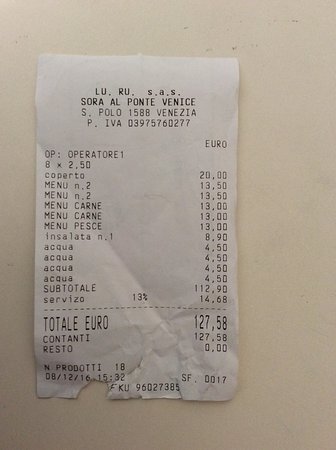 LU. RU. s.a.s.
SORA AL PONTE VENICE
S. POLO 1588 VENEZIA
P. IVA 03975760277
EURO
OP: OPERATORE1
8 x 2,50
coperto 20,00
MENU n.2 13,50
MENU n.2 13,50
MENU CARNE 13,00
MENU CARNE 13,00
MENU PESCE 13,00
insalata n.1 8,90
acqua 4,50
acqua 4,50
acqua 4,50
acqua 4,50
SUBTOTALE 112,90
servizo 13% 14,68
TOTALE EURO 127,58
CONTANTI 127,58
RESTO 0,00
N PRODOTTI 18
08/12/16 15:32 SF. 0017
FKU 96027385